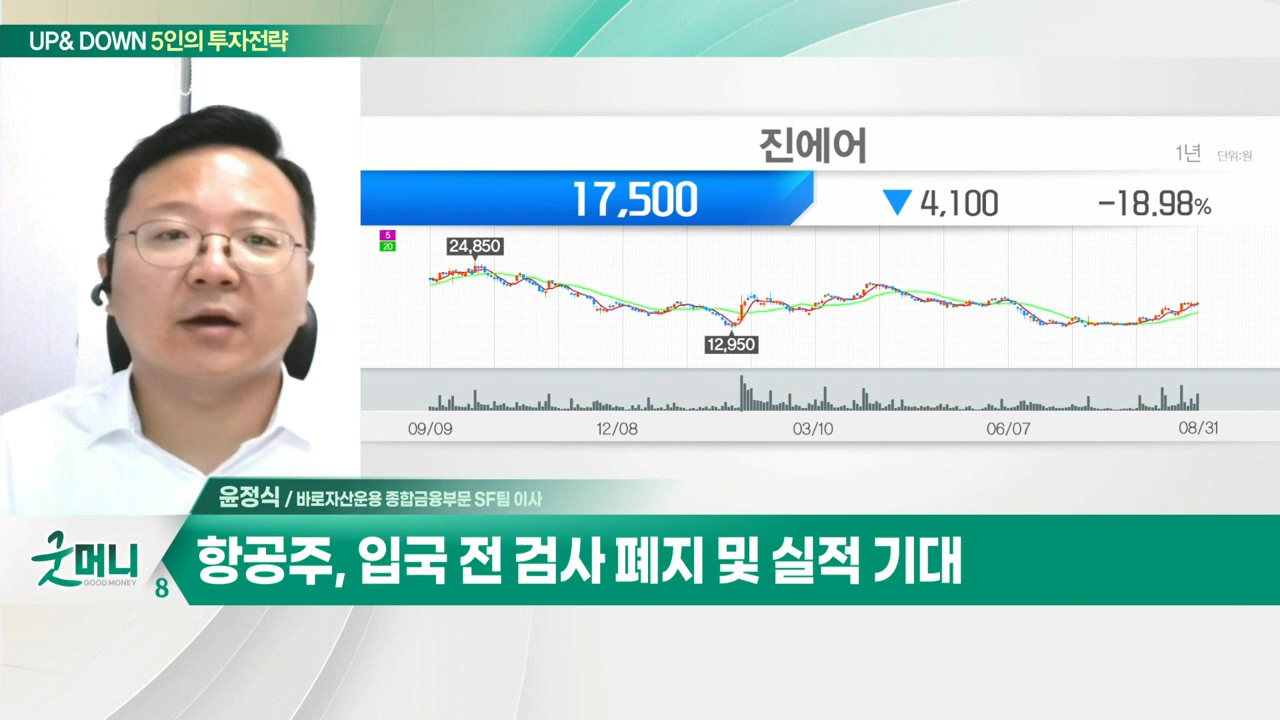 UP& DOWN 5인의 투자전략
진에어
1년 단위:원
17,500 ▼ 4,100 -18.98%
5
20
24,850
12,950
09/09 12/08 03/10 06/07 08/31
윤정식 / 바로자산운용 종합금융부문 SF팀 이사
굿머니
GOOD MONEY
8
항공주, 입국 전 검사 폐지 및 실적 기대